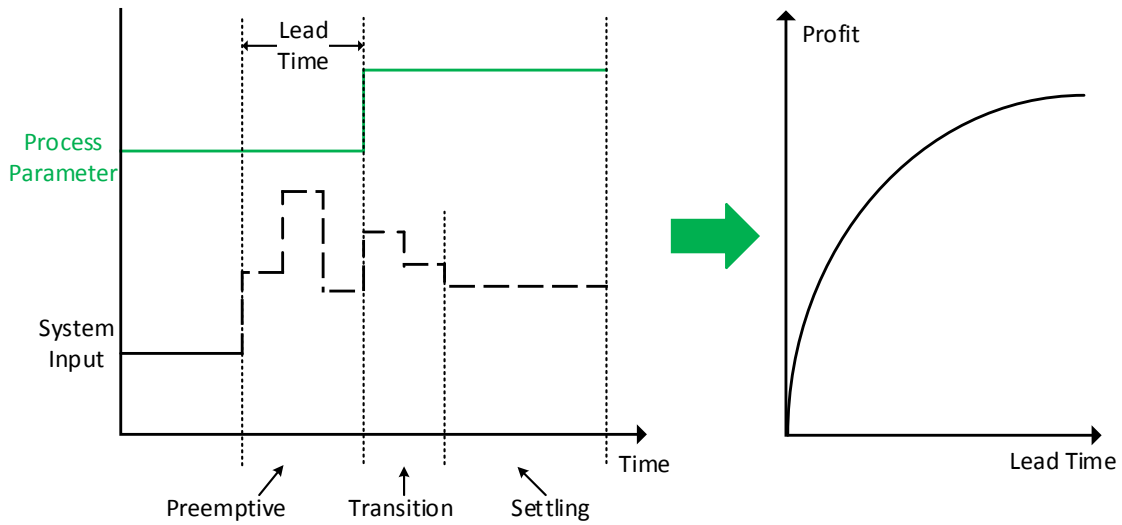 Lead
Time
Process
Parameter
System
Input
Time
Preemptive
Transition
Settling
Profit
Lead Time